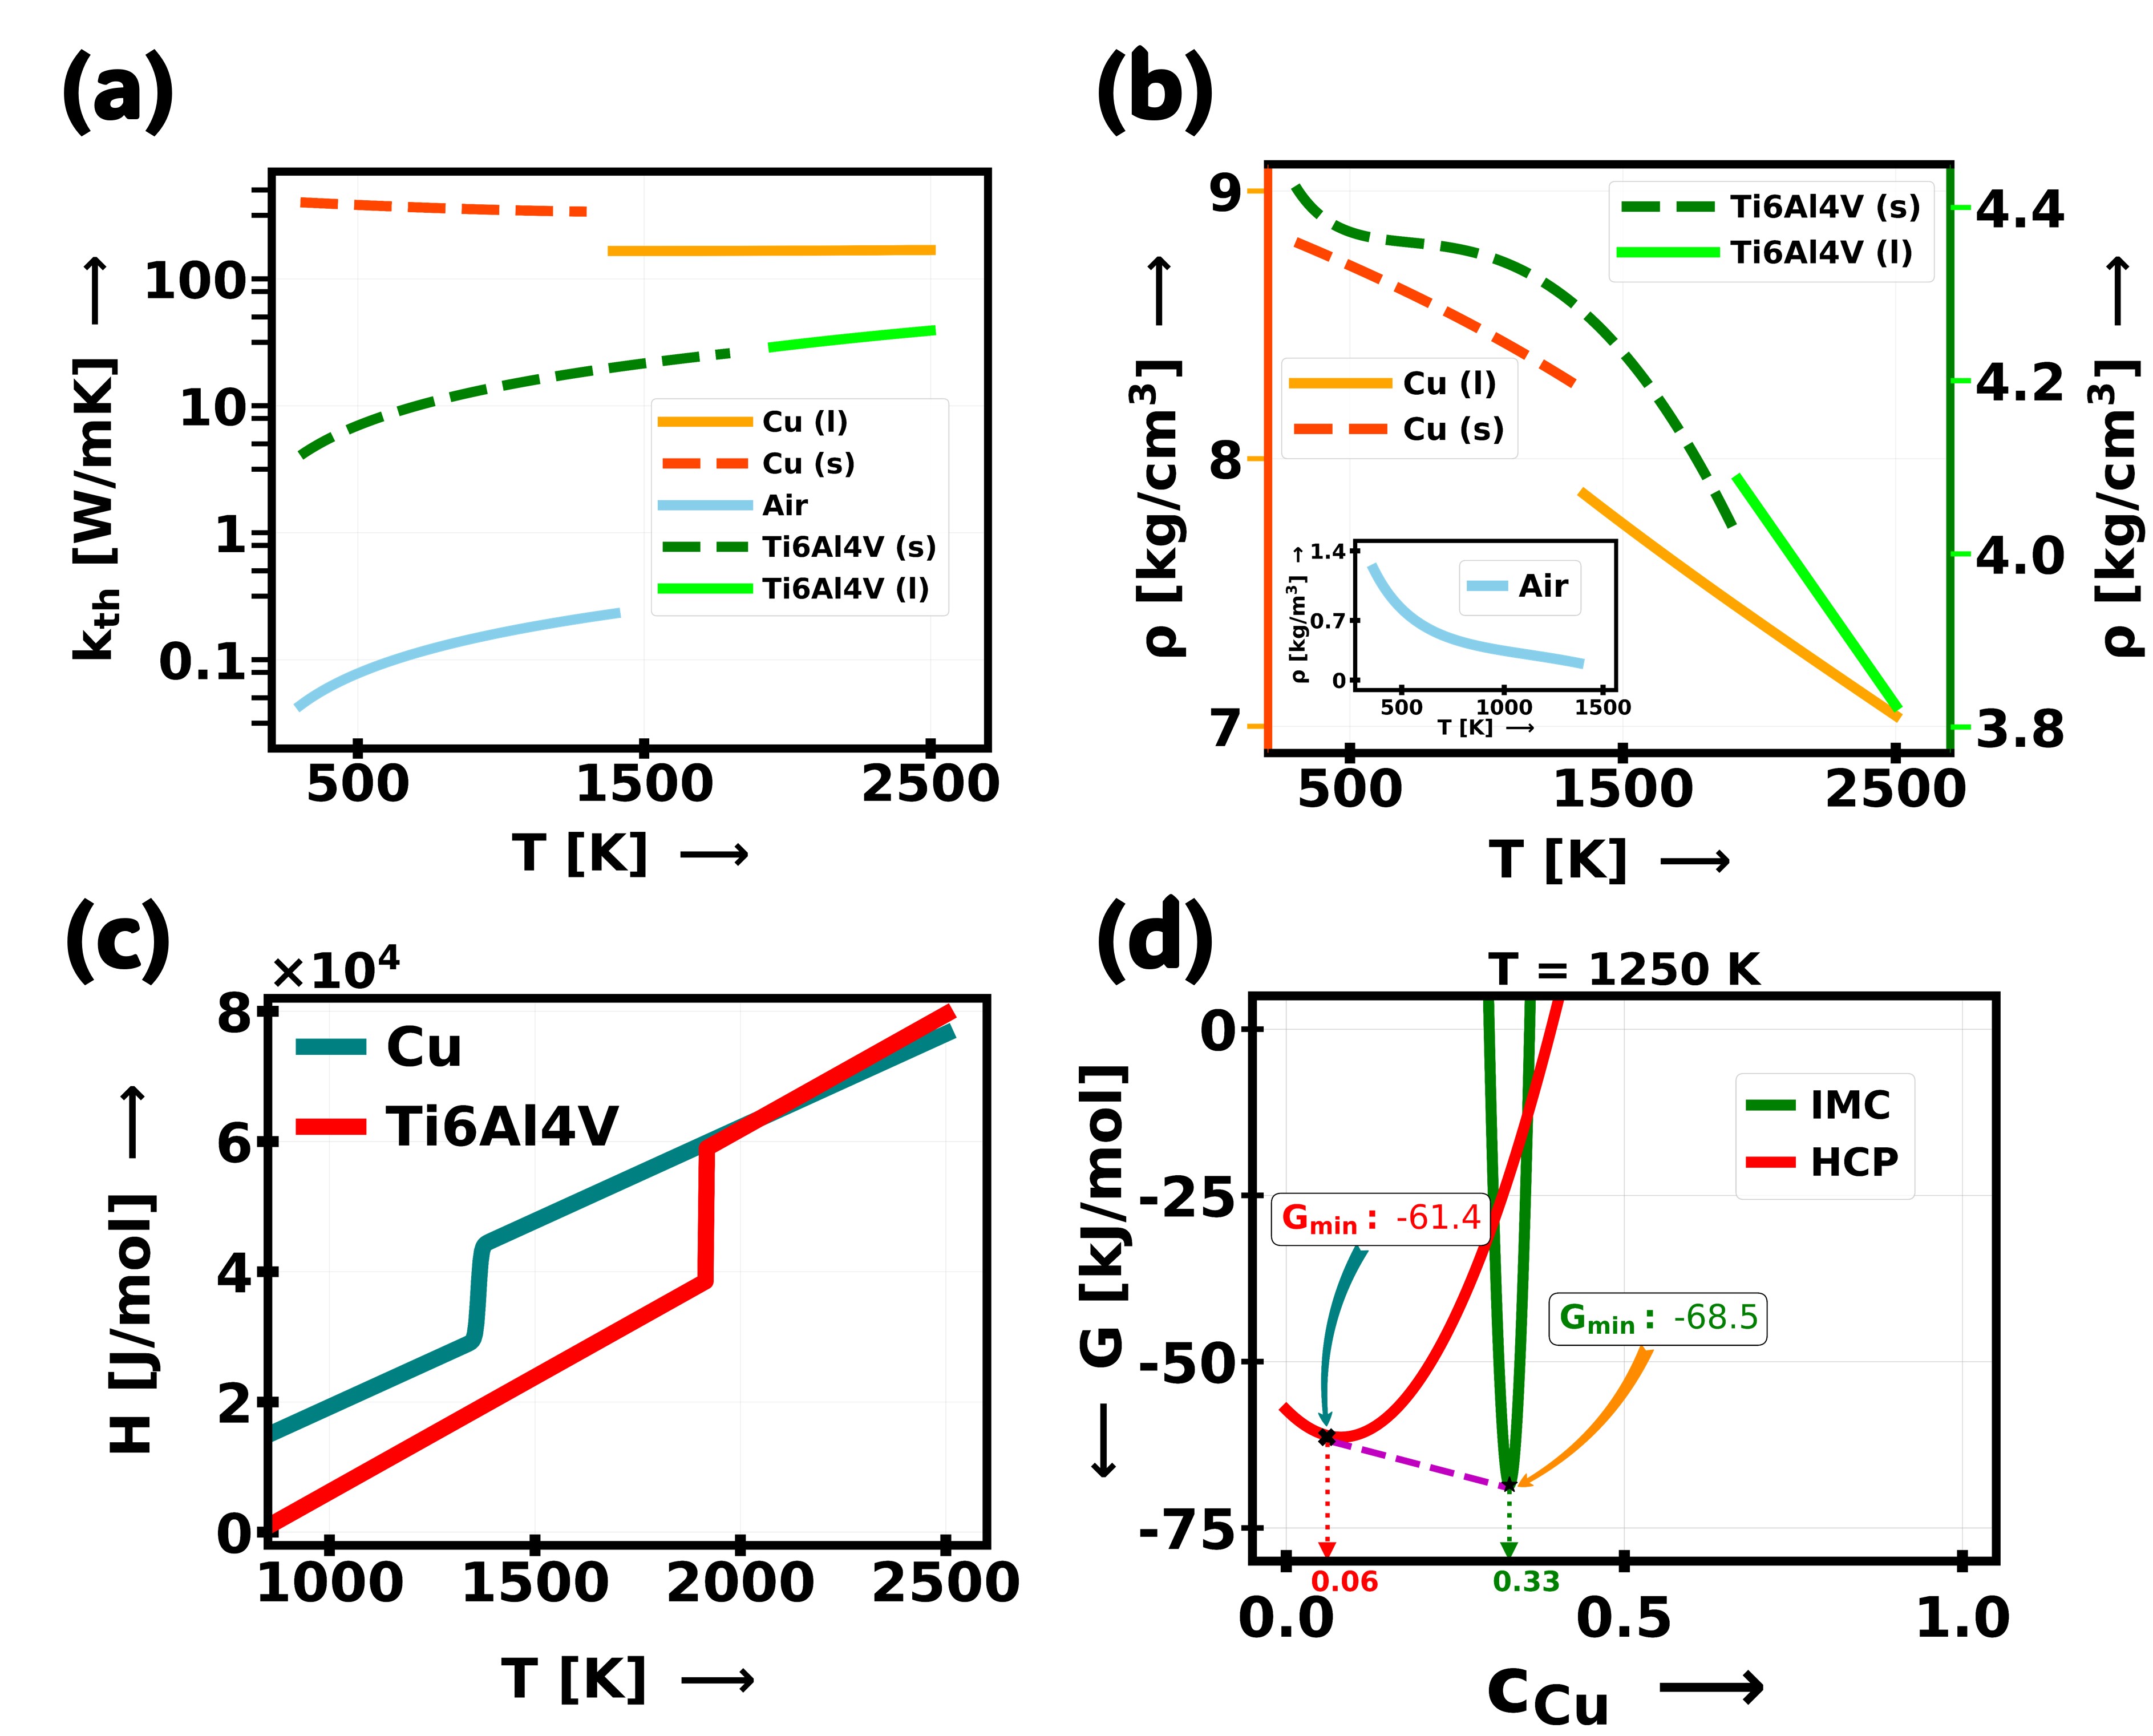 (a)
kth [W/mK] ⟶
100
10
1
0.1
Cu (l)
Cu (s)
Air
Ti6Al4V (s)
Ti6Al4V (l)
500 1500 2500
T [K] ⟶
(b)
ρ [kg/cm³] ⟶
9
8
7
Ti6Al4V (s)
Ti6Al4V (l)
Cu (l)
Cu (s)
ρ [kg/m³] →
1.4
0.7
0
Air
500 1000 1500
T [K] ⟶
4.4
4.2
4.0
3.8
ρ [kg/cm³] ⟶
500 1500 2500
T [K] ⟶
(c)
×10⁴
H [J/mol] ⟶
8
6
4
2
0
Cu
Ti6Al4V
1000 1500 2000 2500
T [K] ⟶
(d)
T = 1250 K
⟵ G [kJ/mol]
0
-25
-50
-75
IMC
HCP
Gmin : -61.4
Gmin : -68.5
0.06 0.33
0.0 0.5 1.0
cCu ⟶